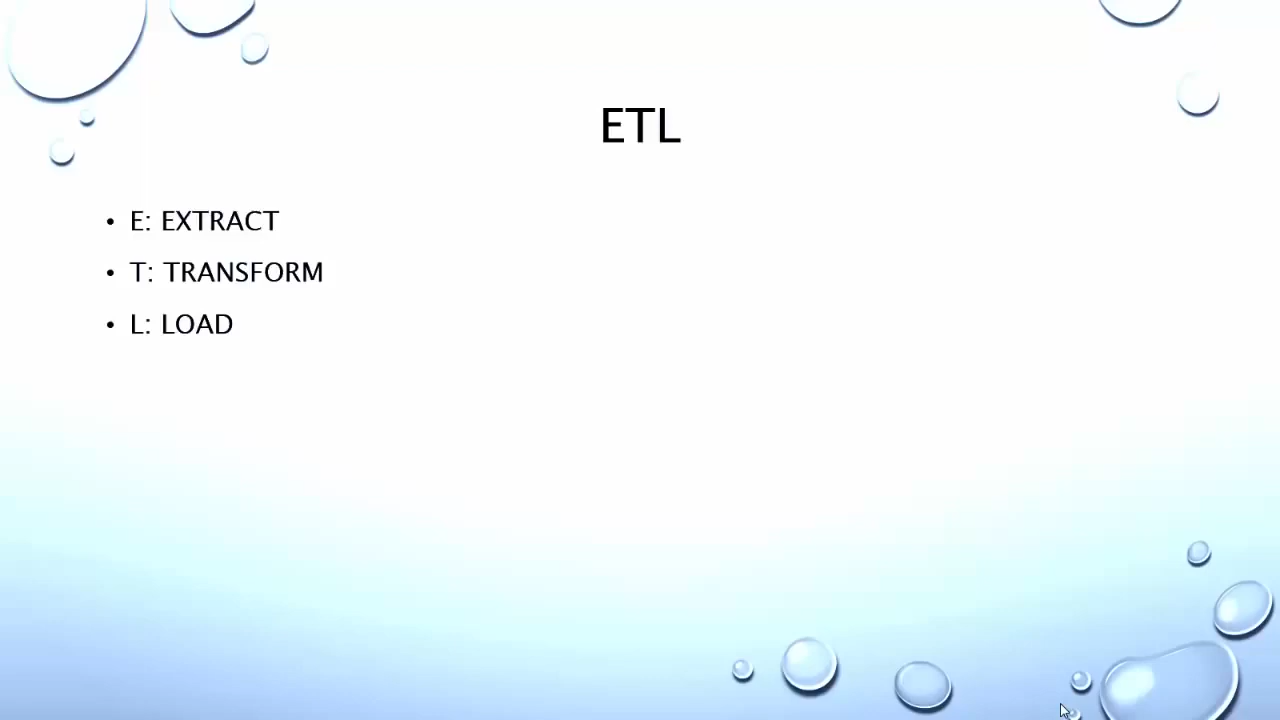 ETL
• E: EXTRACT
• T: TRANSFORM
• L: LOAD